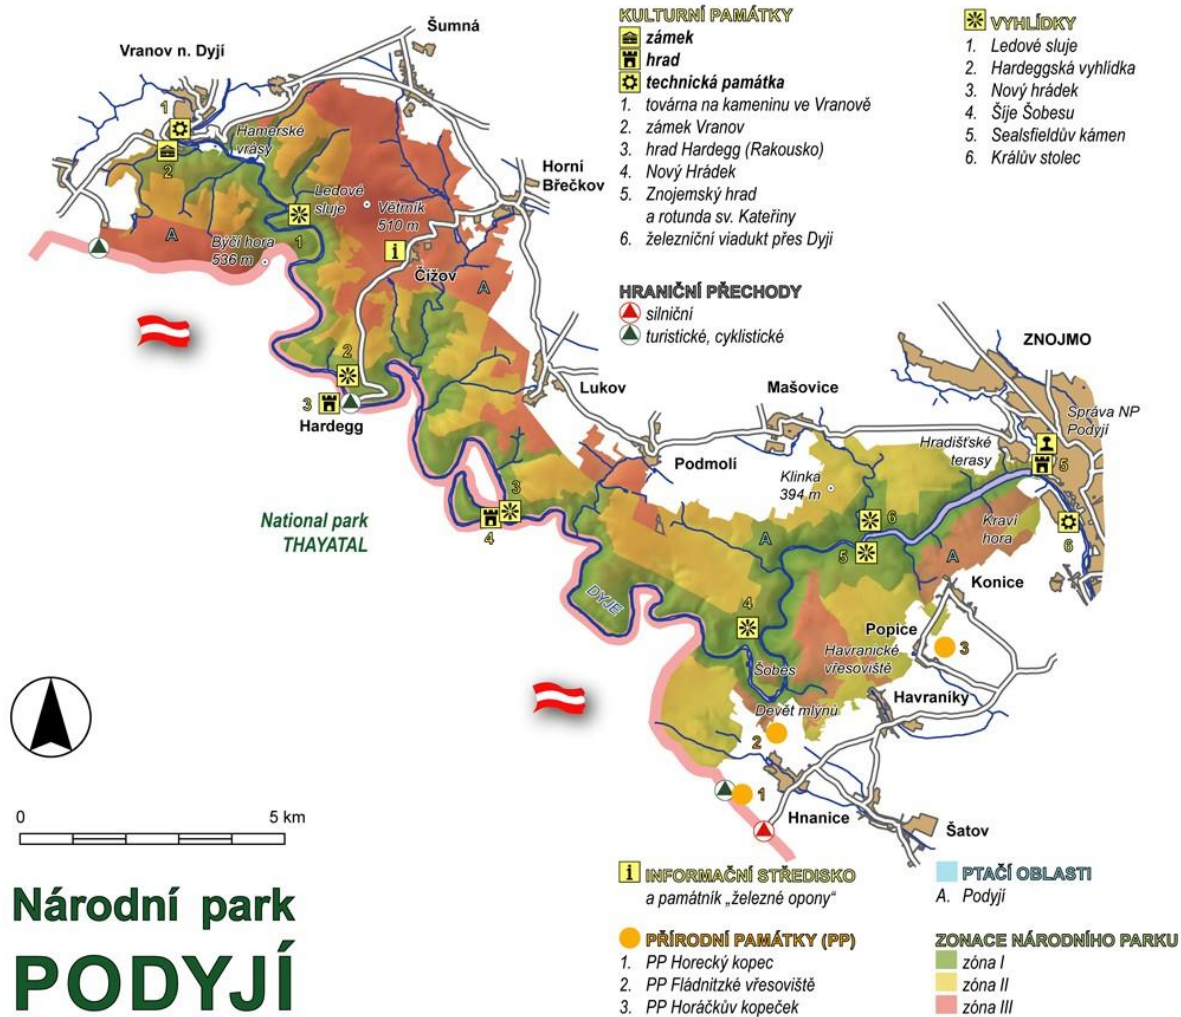 KULTURNÍ PAMÁTKY
zámek
hrad
technická památka
1. továrna na kameninu ve Vranově
2. zámek Vranov
3. hrad Hardegg (Rakousko)
4. Nový Hrádek
5. Znojemský hrad
a rotunda sv. Kateřiny
6. železniční viadukt přes Dyji
HRANIČNÍ PŘECHODY
silniční
turistické, cyklistické
VYHLÍDKY
1. Ledové sluje
2. Hardeggská vyhlídka
3. Nový hrádek
4. Šíje Šobesu
5. Sealsfieldův kámen
6. Králův stolec
Šumná
Vranov n. Dyjí
1
Hamerské
vrásy
2
Horní
Břečkov
Ledové
sluje
Větrník
510 m
A
1
Býčí hora
536 m
i
Čížov
A
2
3
Hardegg
Lukov
Mašovice
ZNOJMO
Správa NP
Podyjí
Hradišťské
terasy
5
Podmolí
Klinka
394 m
3
4
National park
THAYATAL
6
Kraví
hora
6
A
5
A
Konice
DYJE
4
Popice
3
Šobes
Havranické
vřesoviště
Havraníky
Devět mlýnů
2
1
Hnanice
Šatov
0
5 km
Národní park
PODYJÍ
i
INFORMAČNÍ STŘEDISKO
a památník „železné opony“
PŘÍRODNÍ PAMÁTKY (PP)
1. PP Horecký kopec
2. PP Fládnitzké vřesoviště
3. PP Horáčkův kopeček
PTAČÍ OBLASTI
A. Podyjí
ZONACE NÁRODNÍHO PARKU
zóna I
zóna II
zóna III